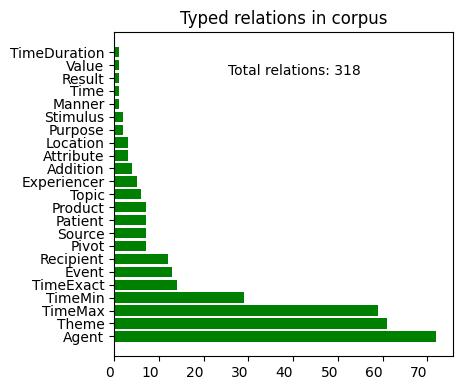 Typed relations in corpus
Total relations: 318
TimeDuration
Value
Result
Time
Manner
Stimulus
Purpose
Location
Attribute
Addition
Experiencer
Topic
Product
Patient
Source
Pivot
Recipient
Event
TimeExact
TimeMin
TimeMax
Theme
Agent
0 10 20 30 40 50 60 70